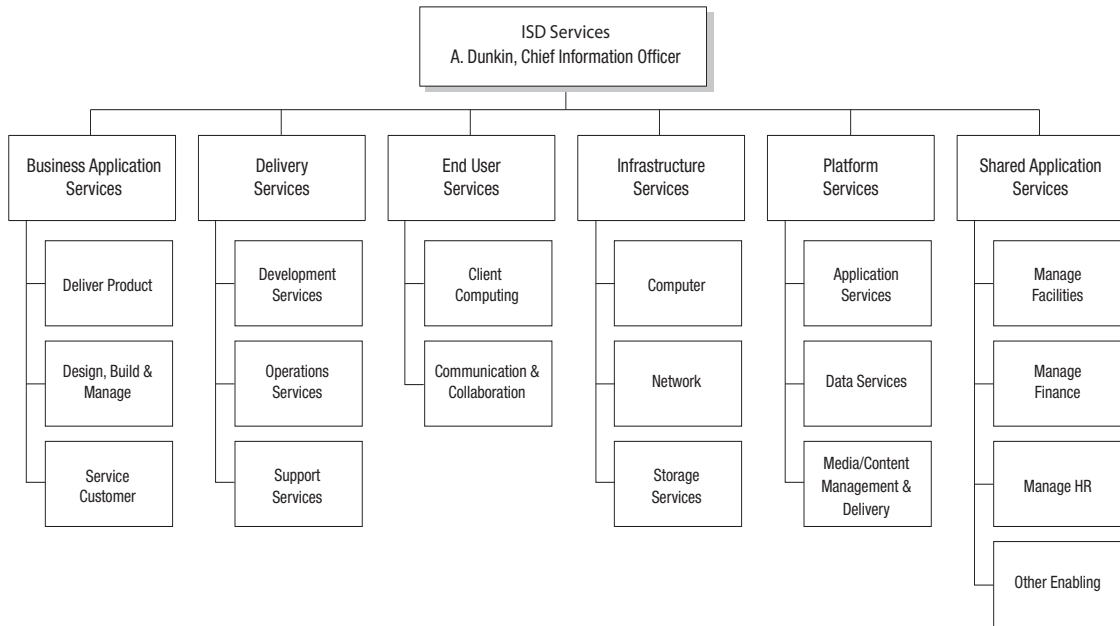 ISD Services
A. Dunkin, Chief Information Officer
Business Application
Services
Delivery
Services
End User
Services
Infrastructure
Services
Platform
Services
Shared Application
Services
Deliver Product
Design, Build &
Manage
Service
Customer
Development
Services
Operations
Services
Support
Services
Client
Computing
Communication &
Collaboration
Computer
Network
Storage
Services
Application
Services
Data Services
Media/Content
Management &
Delivery
Manage
Facilities
Manage
Finance
Manage HR
Other Enabling